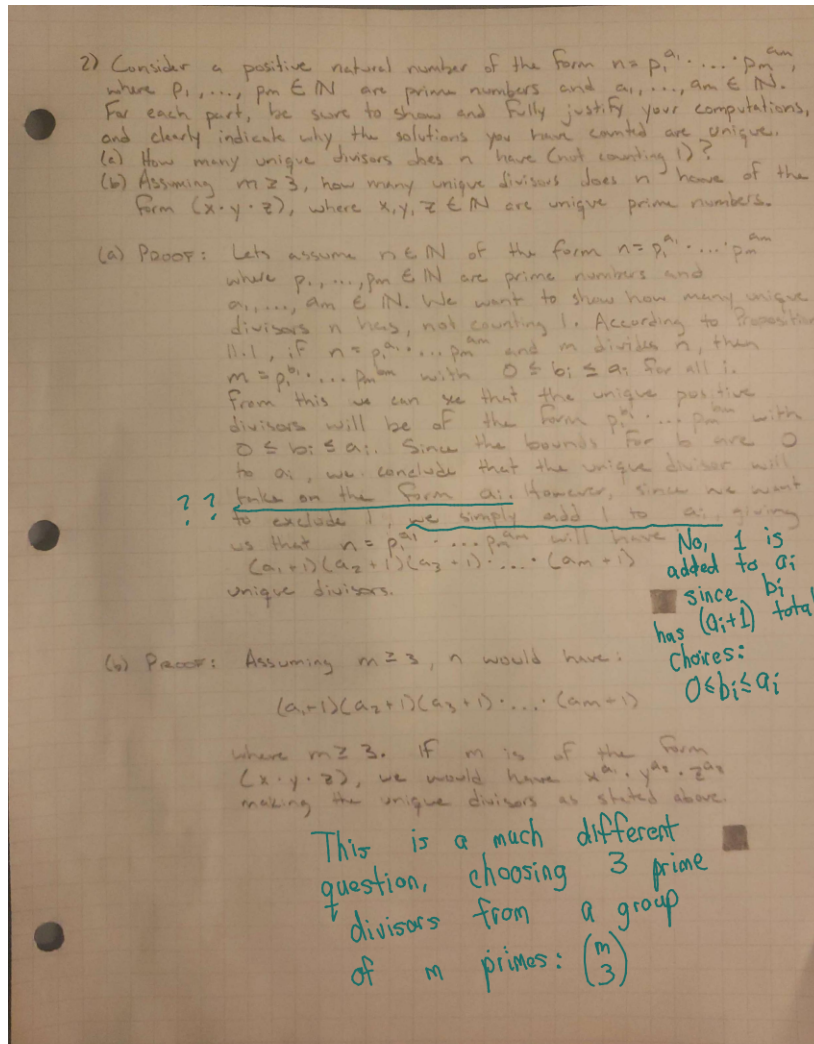 2) Consider a positive natural number of the form n = p₁^a₁ · .... · pm^am,
where p₁, ..., pm ∈ ℕ are prime numbers and a₁, ..., am ∈ ℕ.
For each part, be sure to show and fully justify your computations,
and clearly indicate why the solutions you have counted are unique.
(a) How many unique divisors does n have (not counting 1)?
(b) Assuming m ≥ 3, how many unique divisors does n have of the
form (x·y·z), where x, y, z ∈ ℕ are unique prime numbers.
(a) PROOF: Lets assume n ∈ ℕ of the form n = p₁^a₁ · .... · pm^am
where p₁, ..., pm ∈ ℕ are prime numbers and
a₁, ..., am ∈ ℕ. We want to show how many unique
divisors n has, not counting 1. According to Proposition
11.1, if n = p₁^a₁ · ... pm^am and m divides n, then
m = p₁^b₁ · ... pm^bm with 0 ≤ bi ≤ ai for all i.
From this we can see that the unique positive
divisors will be of the form p₁^b₁ · ... pm^bm with
0 ≤ bi ≤ ai. Since the bounds for b are 0
to ai, we conclude that the unique divisor will
?? take on the form ai. However, since we want
to exclude 1, we simply add 1 to ai, giving
us that n = p₁^a₁ · ... · pm^am will have
(a₁+1)(a₂+1)(a₃+1) · .... · (am+1)
unique divisors.
No, 1 is
added to ai
since bi
has (ai+1) total
choices:
0≤bi≤ai
(b) PROOF: Assuming m ≥ 3, n would have:
(a₁+1)(a₂+1)(a₃+1) · .... · (am+1)
where m ≥ 3. If m is of the form
(x·y·z), we would have x^a₁ · y^a₂ · z^a₃
making the unique divisors as stated above.
This is a much different
question, choosing 3 prime
divisors from a group
of m primes: (m
3)